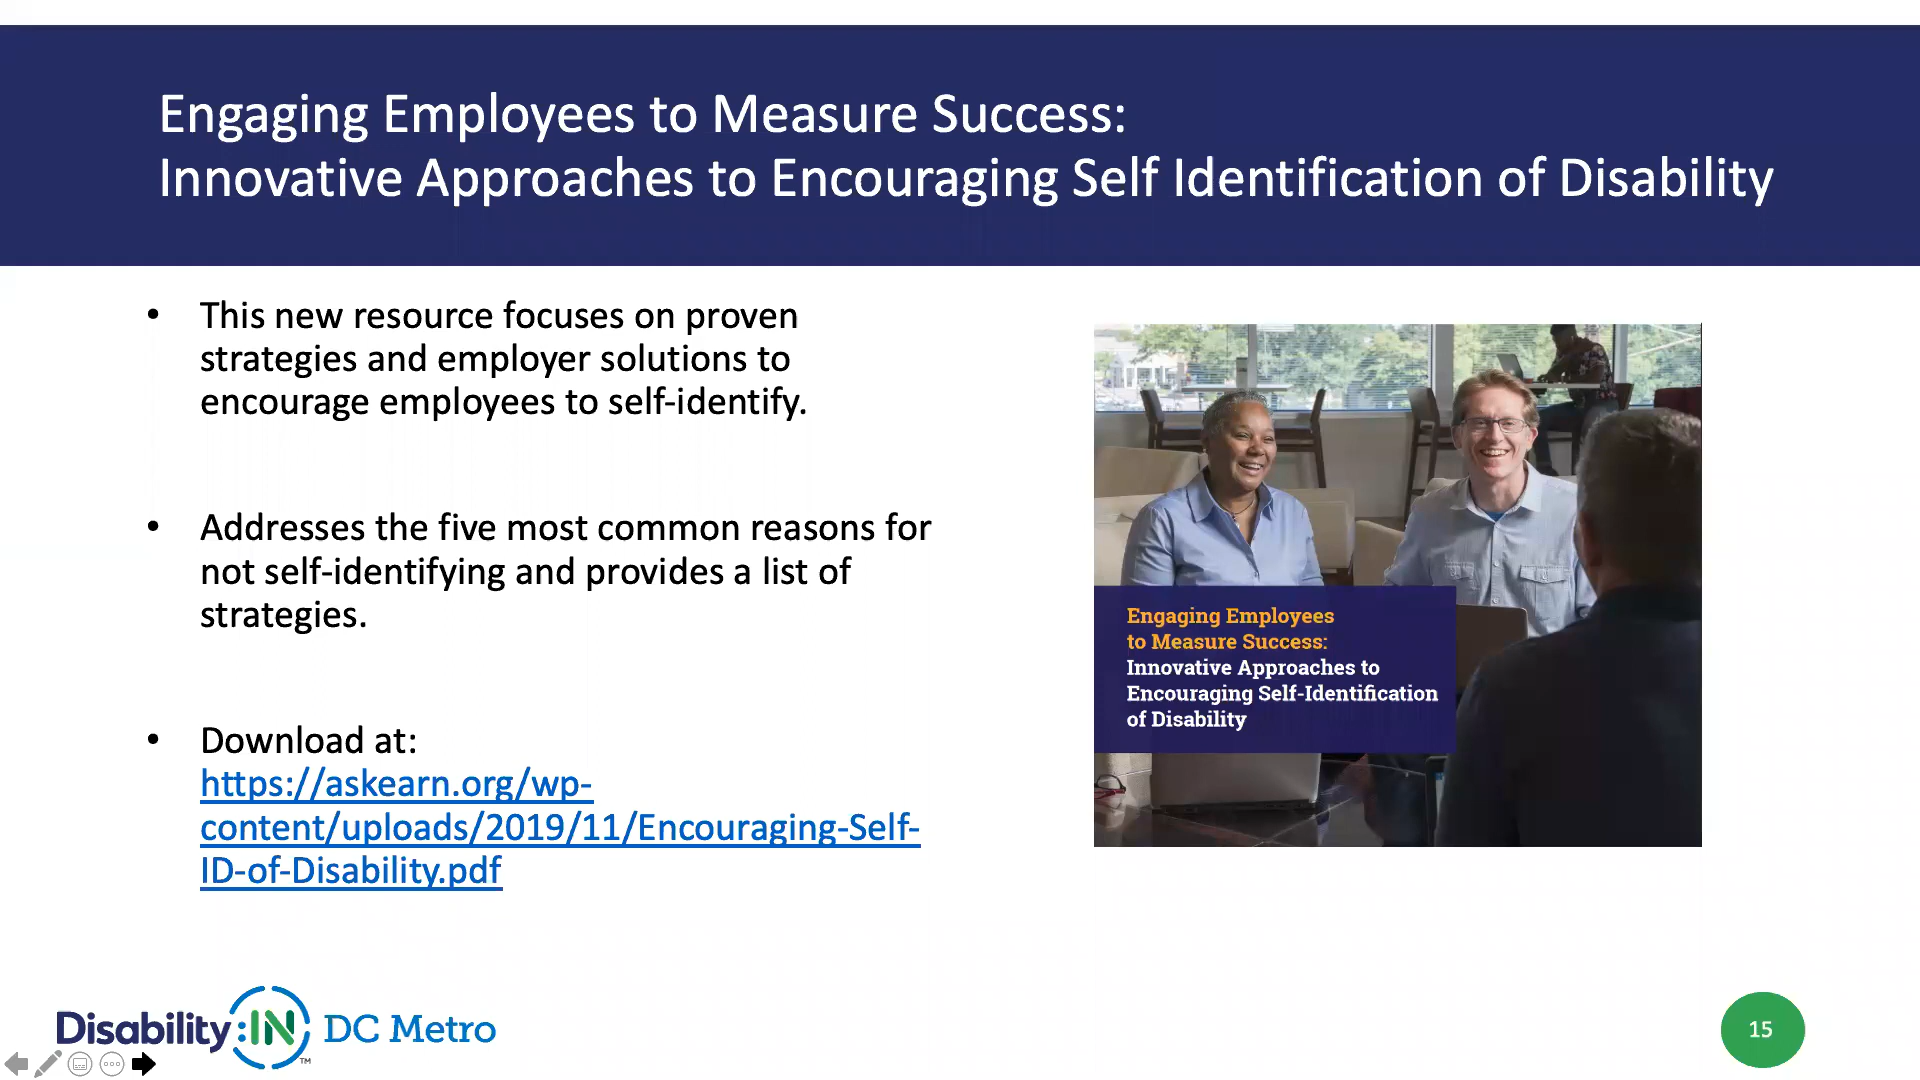 Engaging Employees to Measure Success:
Innovative Approaches to Encouraging Self Identification of Disability
• This new resource focuses on proven
strategies and employer solutions to
encourage employees to self-identify.
• Addresses the five most common reasons for
not self-identifying and provides a list of
strategies.
• Download at:
https://askearn.org/wp-
content/uploads/2019/11/Encouraging-Self-
ID-of-Disability.pdf
Engaging Employees
to Measure Success:
Innovative Approaches to
Encouraging Self-Identification
of Disability
Disability:IN™ DC Metro
15